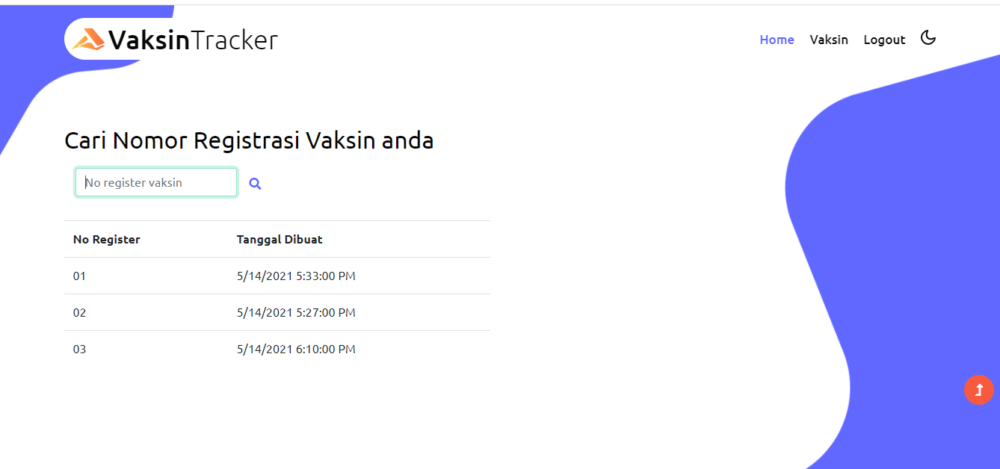 VaksinTracker
Home Vaksin Logout
Cari Nomor Registrasi Vaksin anda
No register vaksin
No Register Tanggal Dibuat
01 5/14/2021 5:33:00 PM
02 5/14/2021 5:27:00 PM
03 5/14/2021 6:10:00 PM